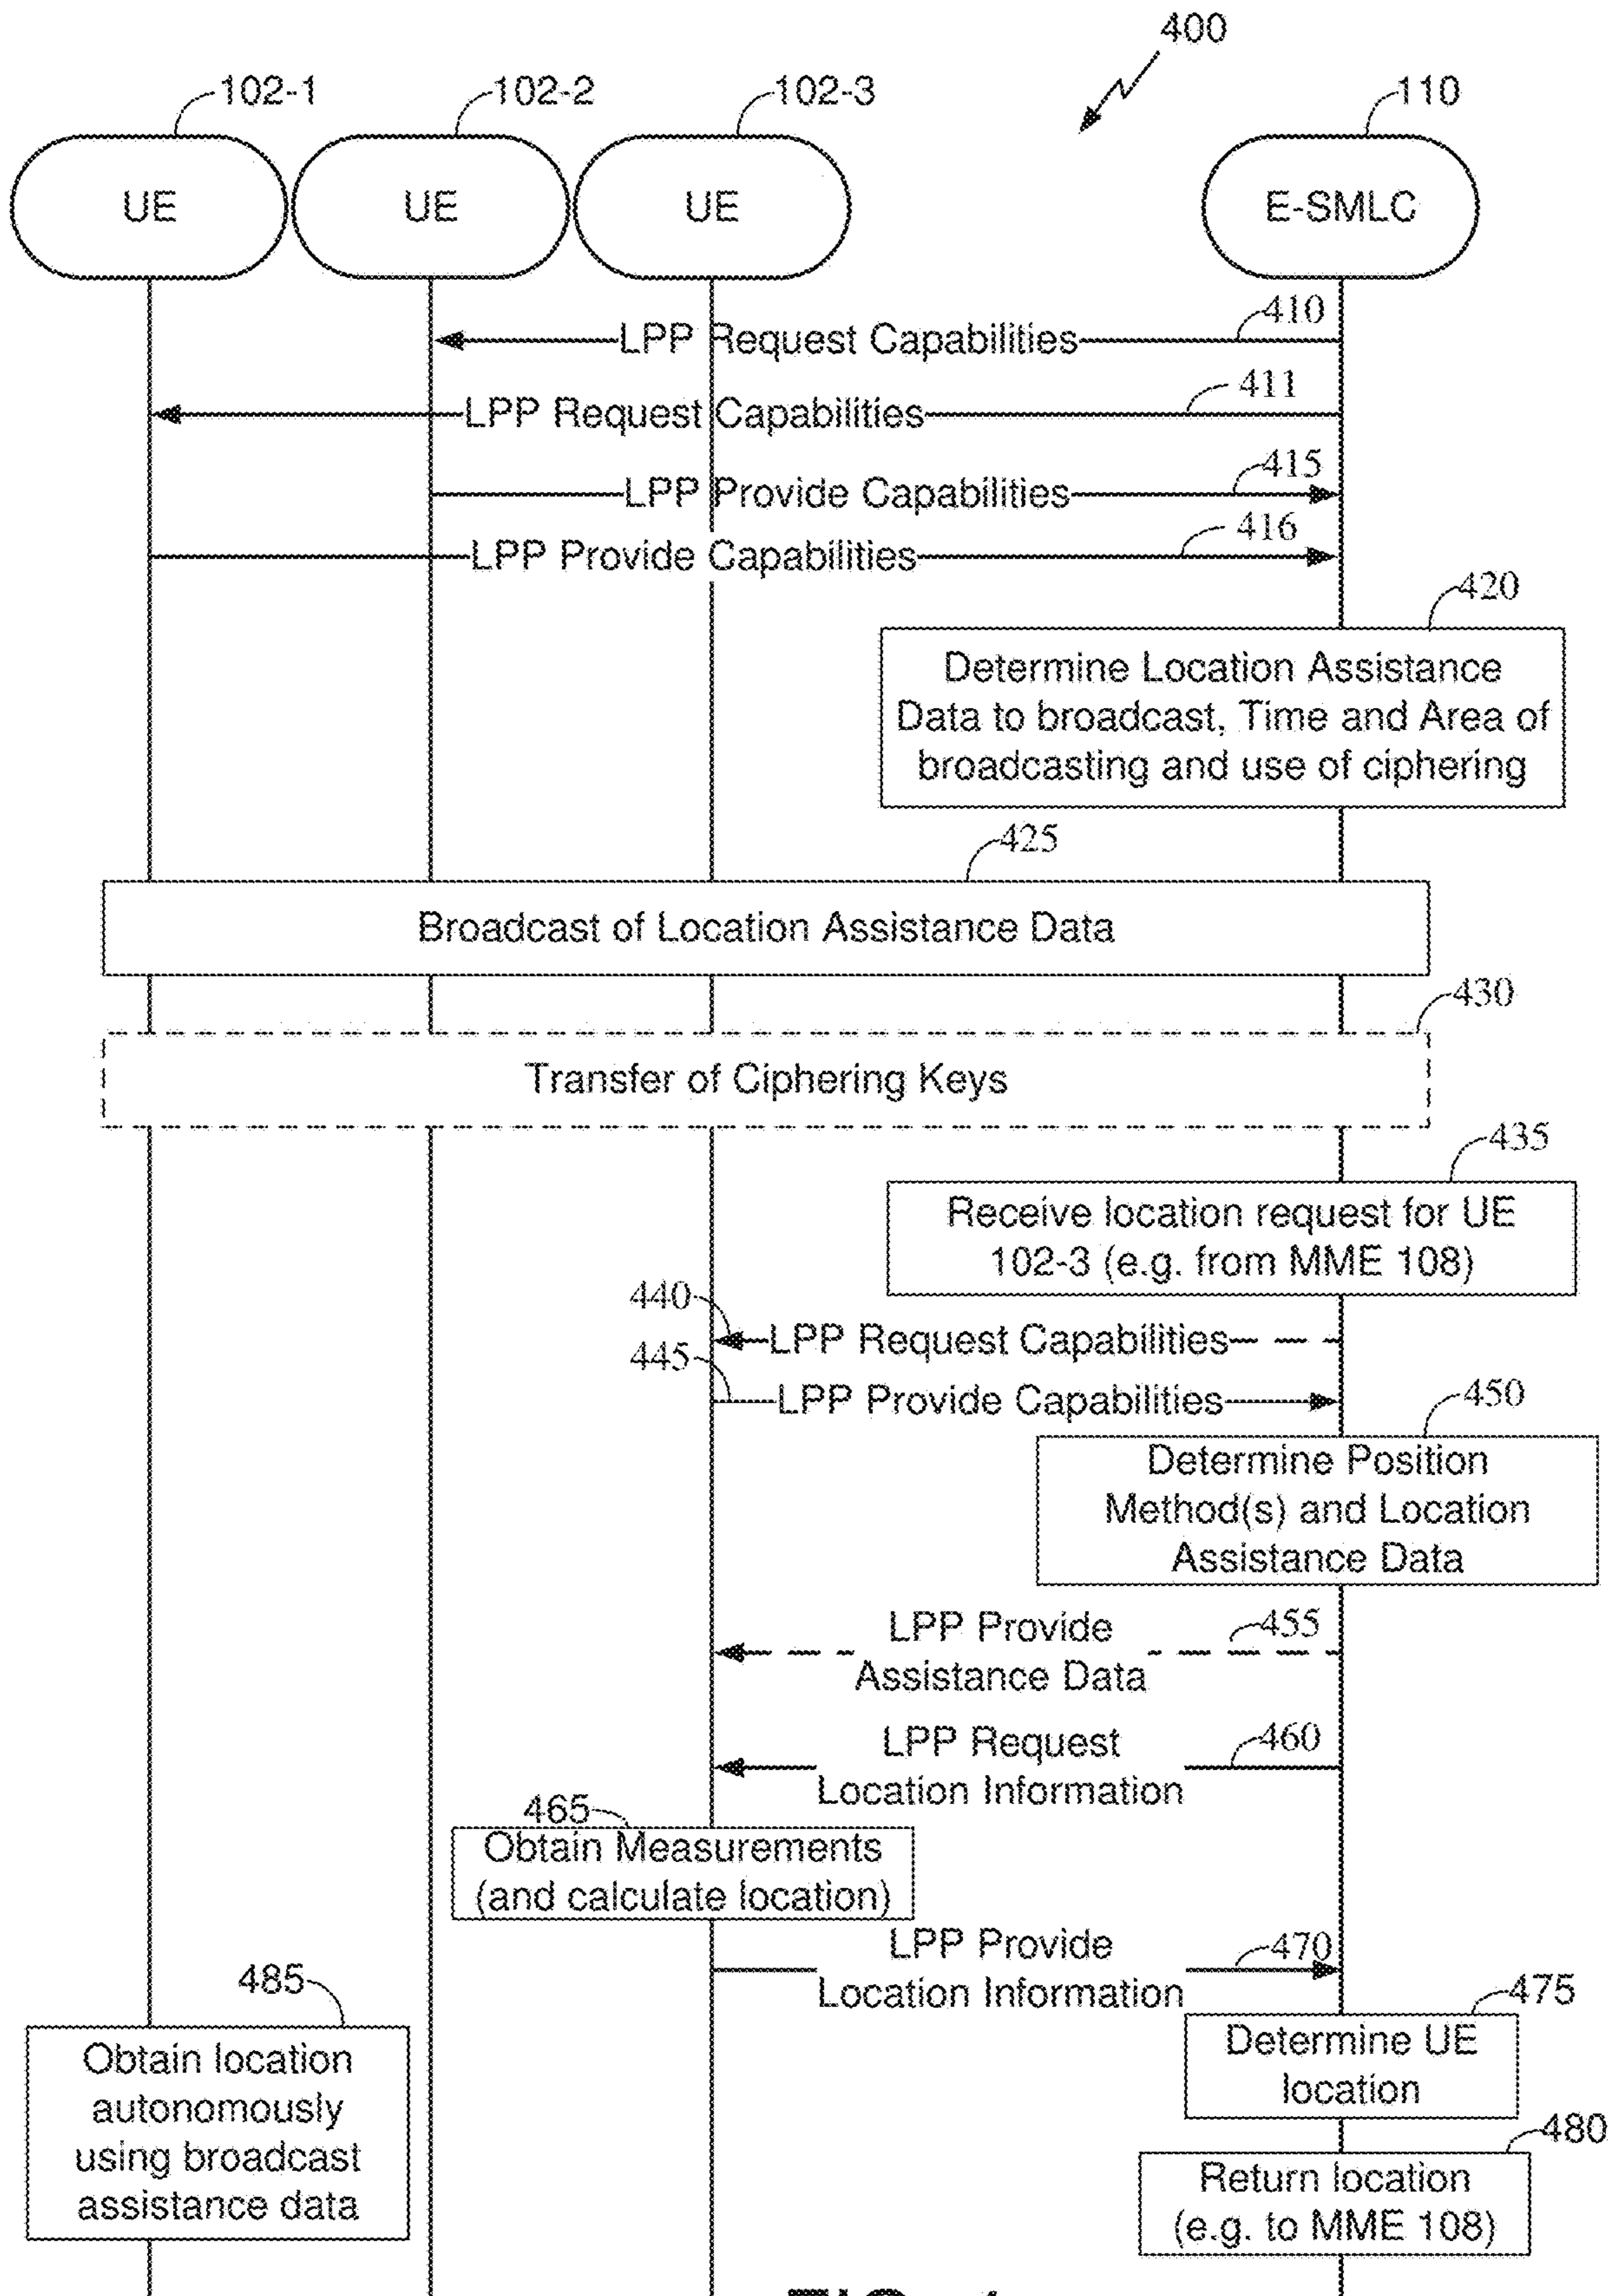 400
102-1
102-2
102-3
110
UE
UE
UE
E-SMLC
410
LPP Request Capabilities
411
LPP Request Capabilities
415
LPP Provide Capabilities
416
LPP Provide Capabilities
420
Determine Location Assistance
Data to broadcast, Time and Area of
broadcasting and use of ciphering
425
Broadcast of Location Assistance Data
430
Transfer of Ciphering Keys
435
Receive location request for UE
102-3 (e.g. from MME 108)
440
LPP Request Capabilities
445
LPP Provide Capabilities
450
Determine Position
Method(s) and Location
Assistance Data
455
LPP Provide
Assistance Data
460
LPP Request
Location Information
465
Obtain Measurements
(and calculate location)
470
LPP Provide
Location Information
475
Determine UE
location
480
Return location
(e.g. to MME 108)
485
Obtain location
autonomously
using broadcast
assistance data